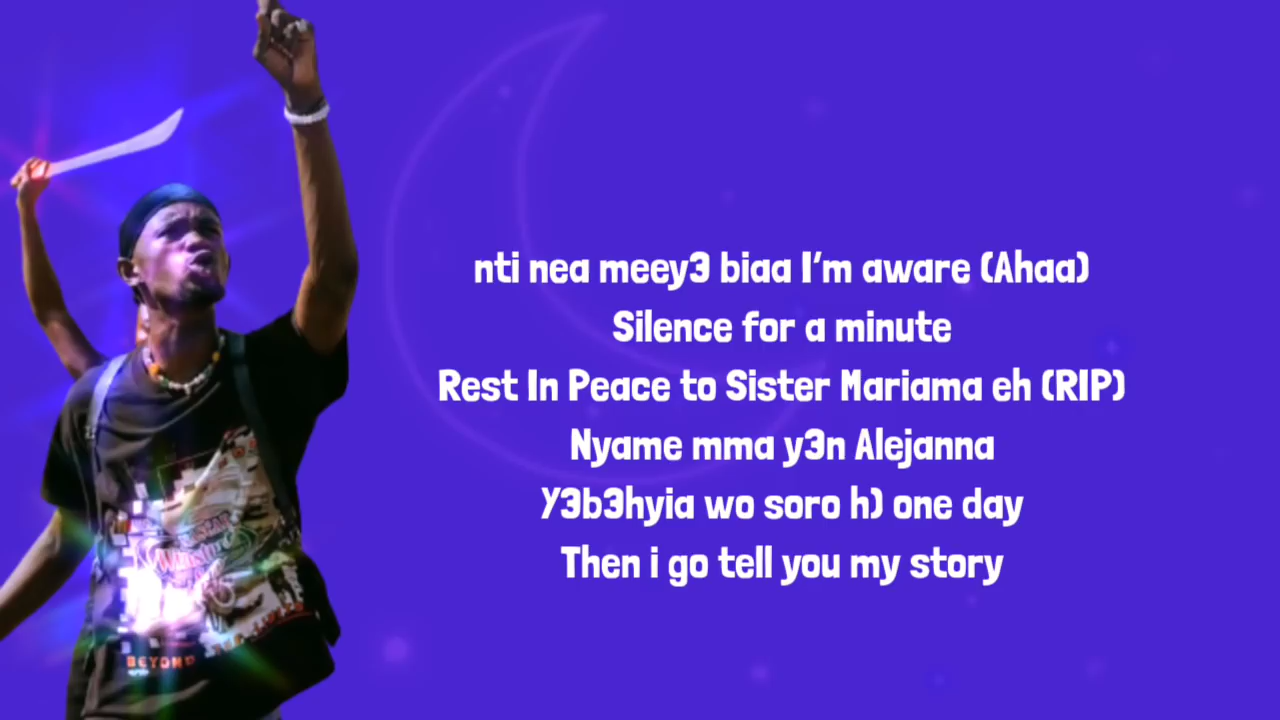 nti nea meey3 biaa I'm aware (Ahaa)
Silence for a minute
Rest In Peace to Sister Mariama eh (RIP)
Nyame mma y3n Alejanna
Y3b3hyia wo soro h) one day
Then i go tell you my story
BEYOND